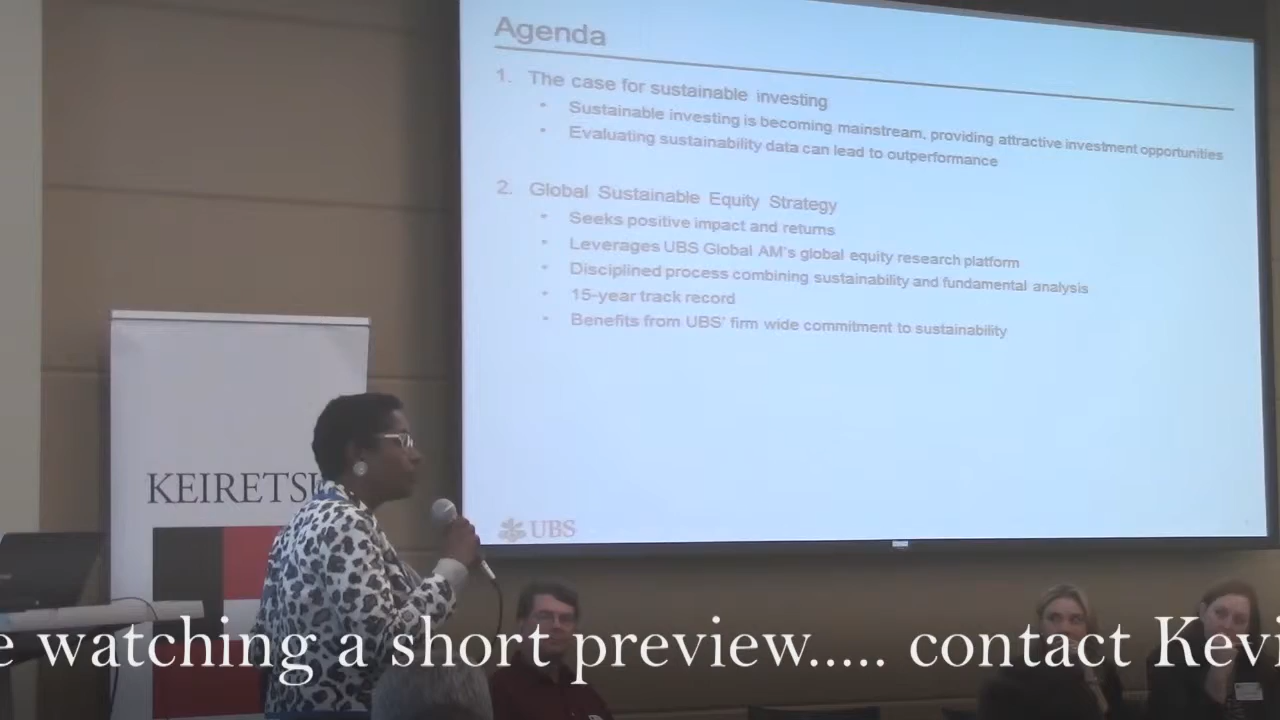 Agenda
1. The case for sustainable investing
• Sustainable investing is becoming mainstream, providing attractive investment opportunities
• Evaluating sustainability data can lead to outperformance
2. Global Sustainable Equity Strategy
• Seeks positive impact and returns
• Leverages UBS Global AM's global equity research platform
• Disciplined process combining sustainability and fundamental analysis
• 15-year track record
• Benefits from UBS' firm wide commitment to sustainability
KEIRETSU
UBS
e watching a short preview..... contact Kevi